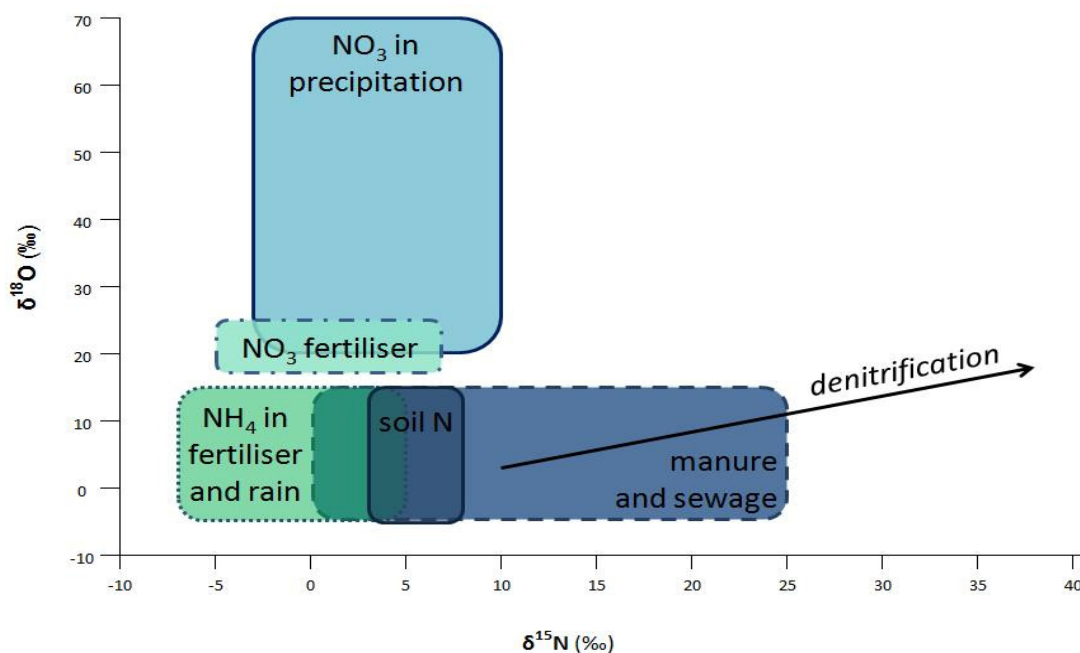 70
60
50
40
30
20
10
0
-10
δ¹⁸O (‰)
NO₃ in
precipitation
NO₃ fertiliser
NH₄ in
fertiliser
and rain
soil N
denitrification
manure
and sewage
-10 -5 0 5 10 15 20 25 30 35 40
δ¹⁵N (‰)